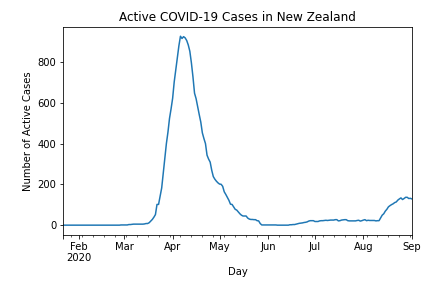 Active COVID-19 Cases in New Zealand
Number of Active Cases
800
600
400
200
0
Feb Mar Apr May Jun Jul Aug Sep
2020
Day